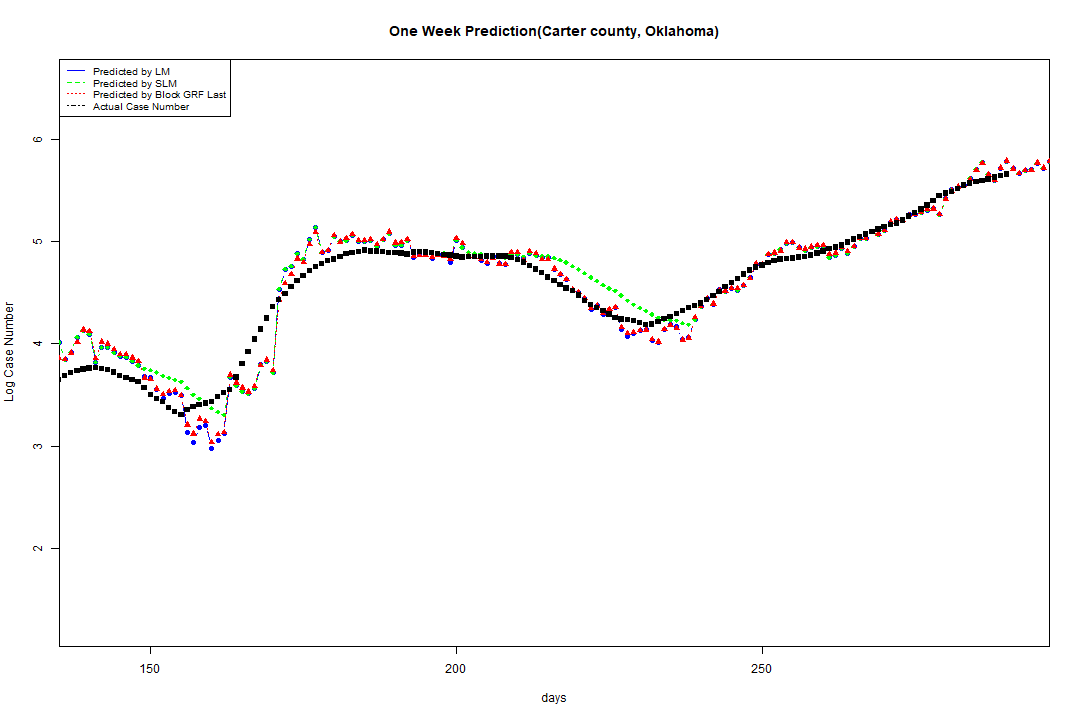 One Week Prediction(Carter county, Oklahoma)
Predicted by LM
Predicted by SLM
Predicted by Block GRF Last
Actual Case Number
6
5
4
3
2
Log Case Number
150
200
250
days